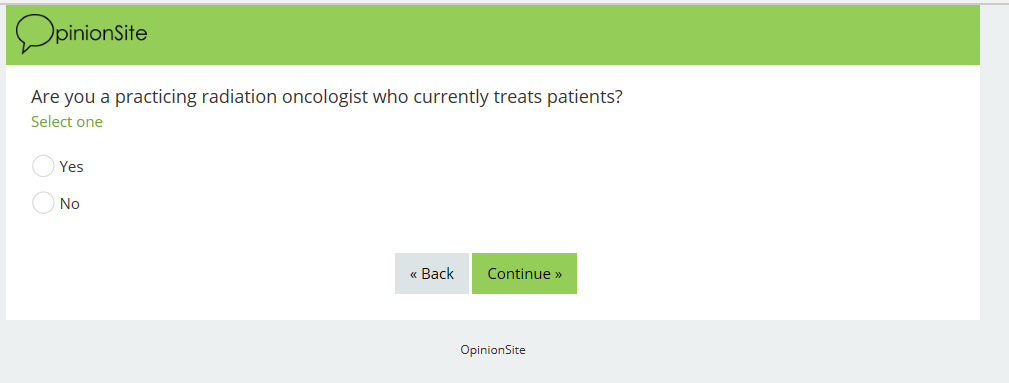 OpinionSite
Are you a practicing radiation oncologist who currently treats patients?
Select one
Yes
No
« Back
Continue »
OpinionSite